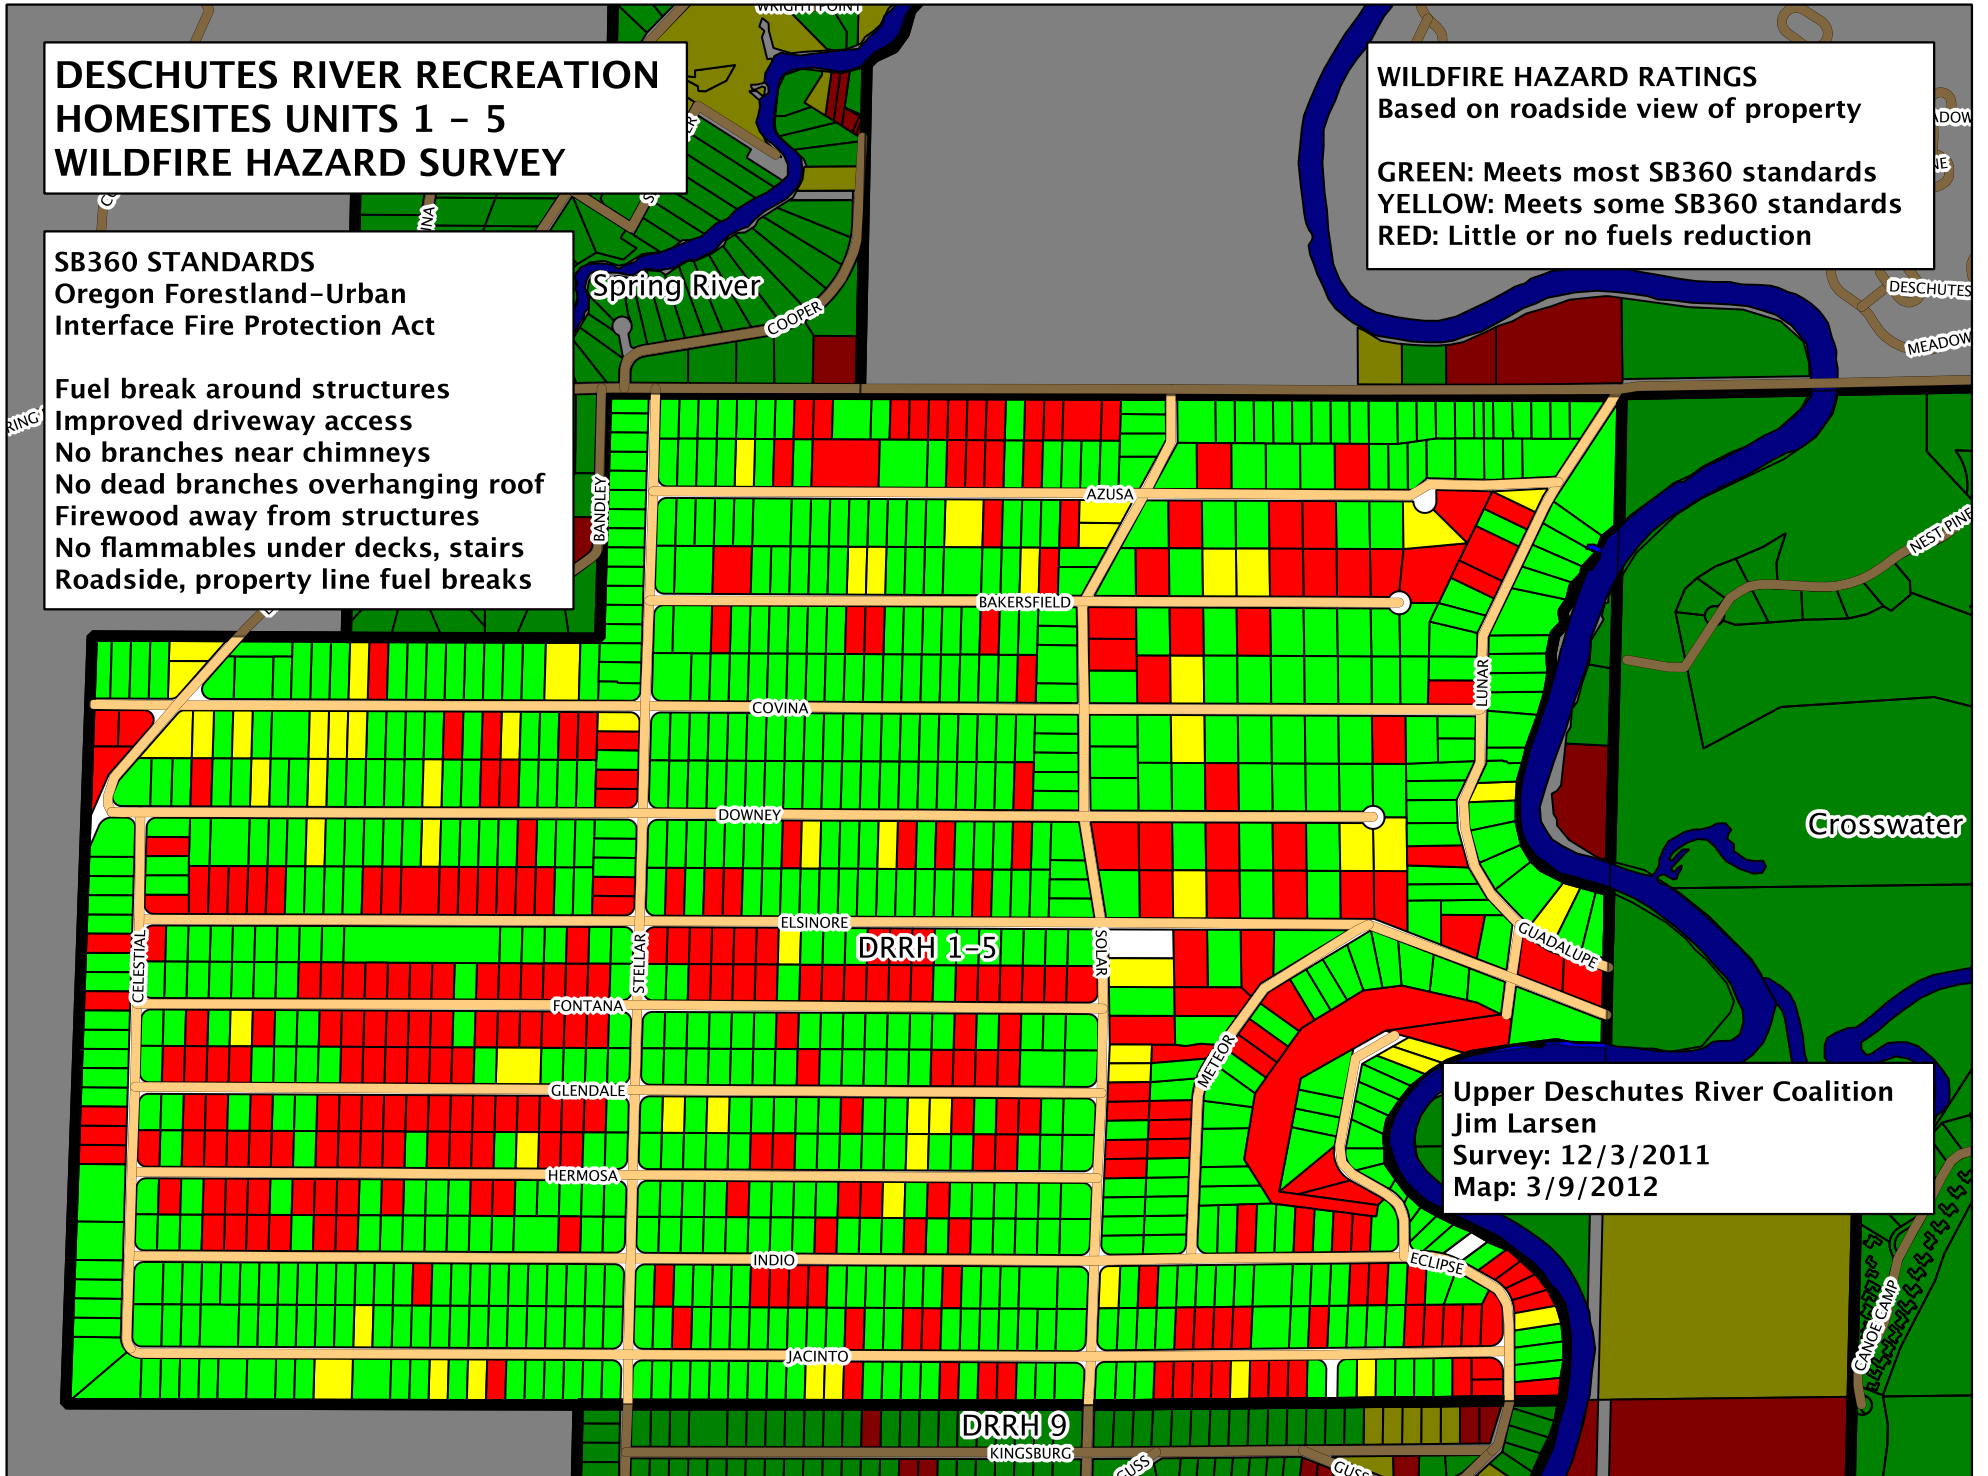 WRIGHT POINT
DESCHUTES RIVER RECREATION
HOMESITES UNITS 1 – 5
WILDFIRE HAZARD SURVEY
WILDFIRE HAZARD RATINGS
Based on roadside view of property
GREEN: Meets most SB360 standards
YELLOW: Meets some SB360 standards
RED: Little or no fuels reduction
SB360 STANDARDS
Oregon Forestland–Urban
Interface Fire Protection Act
Fuel break around structures
Improved driveway access
No branches near chimneys
No dead branches overhanging roof
Firewood away from structures
No flammables under decks, stairs
Roadside, property line fuel breaks
Spring River
COOPER
DESCHUTES
MEADOW
BANDLEY
AZUSA
NEST PINE
BAKERSFIELD
LUNAR
COVINA
DOWNEY
Crosswater
ELSINORE
DRRH 1–5
CELESTIAL
STELLAR
SOLAR
GUADALUPE
FONTANA
METEOR
GLENDALE
Upper Deschutes River Coalition
Jim Larsen
Survey: 12/3/2011
Map: 3/9/2012
HERMOSA
INDIO
ECLIPSE
CANOE CAMP
JACINTO
DRRH 9
KINGSBURG
GUSS
GUSS